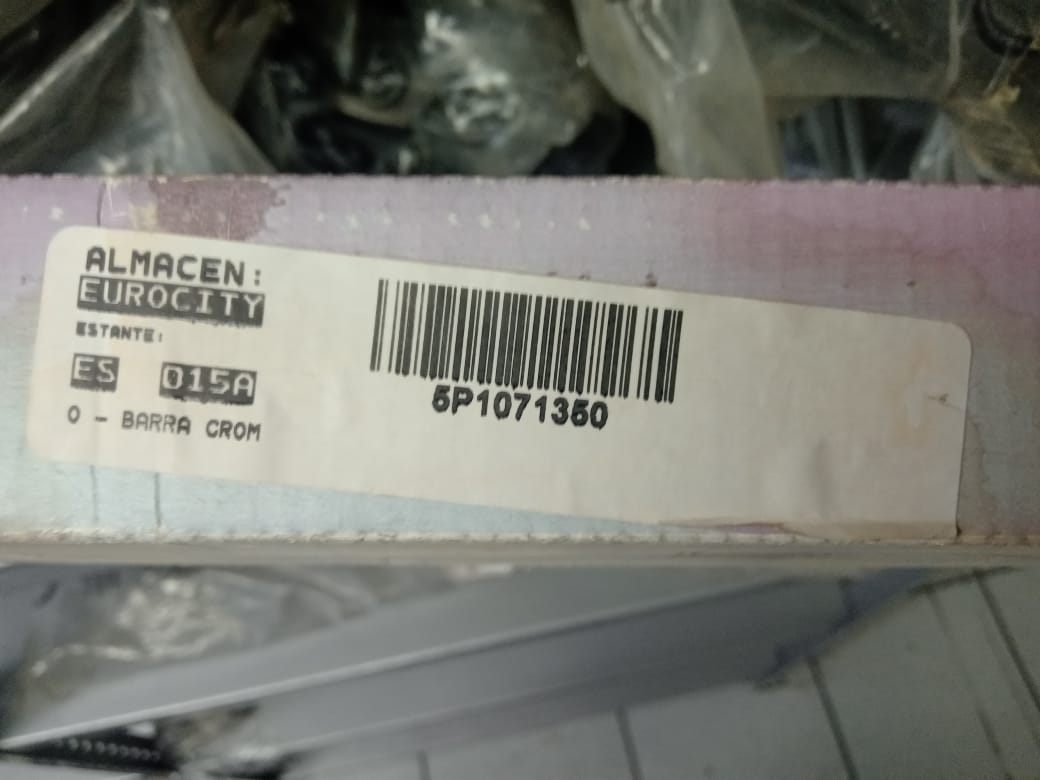 ALMACEN:
EUROCITY
ESTANTE:
ES 015A
0 - BARRA CROM
5P1071350